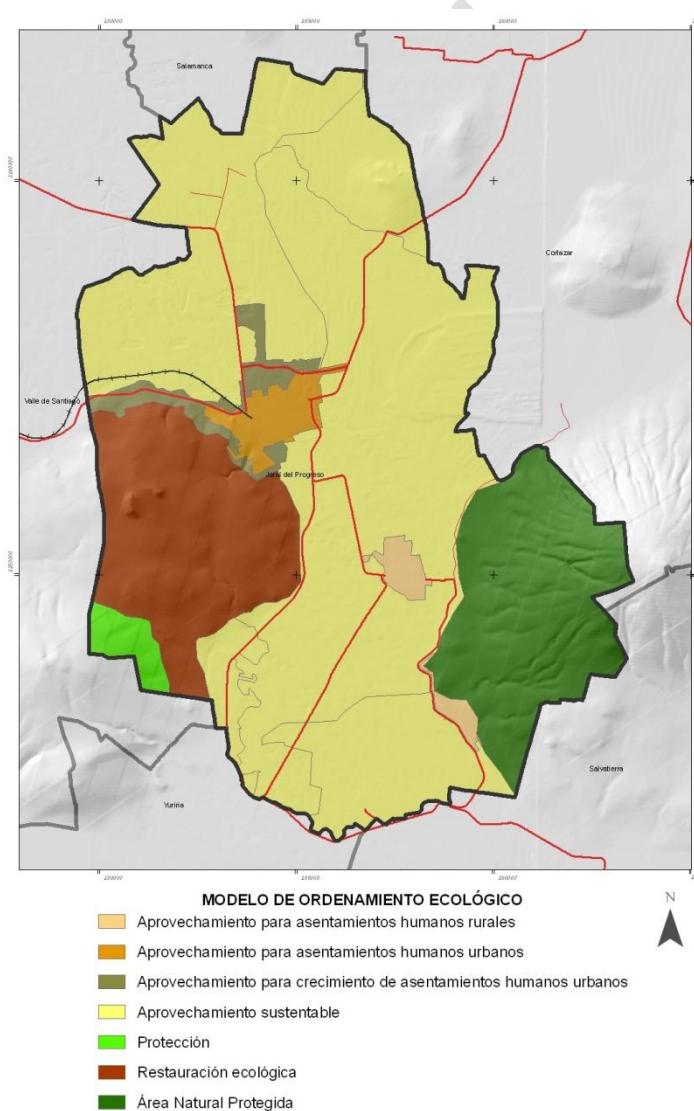 Salamanca
Cortazar
Valle de Santiago
Jaral del Progreso
Salvatierra
Yuriria
MODELO DE ORDENAMIENTO ECOLÓGICO
N
Aprovechamiento para asentamientos humanos rurales
Aprovechamiento para asentamientos humanos urbanos
Aprovechamiento para crecimiento de asentamientos humanos urbanos
Aprovechamiento sustentable
Protección
Restauración ecológica
Área Natural Protegida